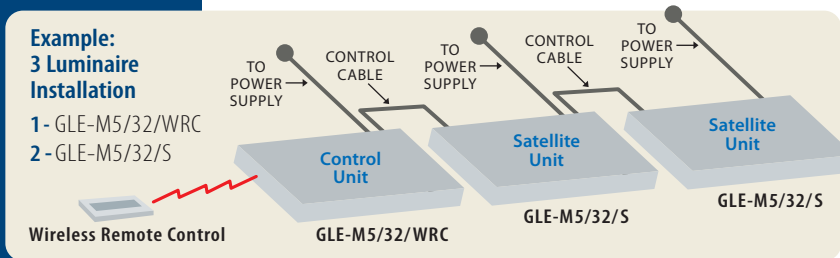 Example:
3 Luminaire
Installation
1 - GLE-M5/32/WRC
2 - GLE-M5/32/S
TO
POWER
SUPPLY
CONTROL
CABLE
TO
POWER
SUPPLY
CONTROL
CABLE
TO
POWER
SUPPLY
Control
Unit
Satellite
Unit
Satellite
Unit
Wireless Remote Control
GLE-M5/32/WRC
GLE-M5/32/S
GLE-M5/32/S